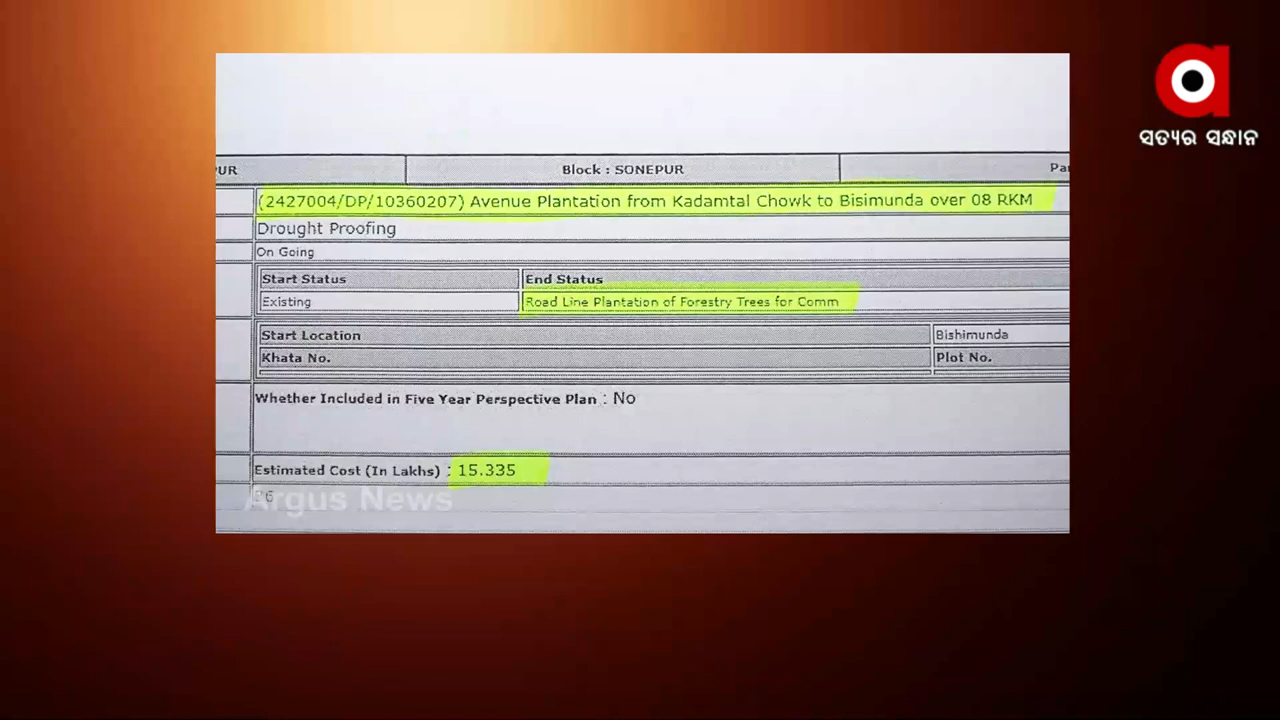 ସତ୍ୟର ସନ୍ଧାନ
UR Block : SONEPUR
(2427004/DP/10360207) Avenue Plantation from Kadamtal Chowk to Bisimunda over 08 RKM
Drought Proofing
On Going
Start Status End Status
Existing Road Line Plantation of Forestry Trees for Comm
Start Location Bishimunda
Khata No. Plot No.
Whether Included in Five Year Perspective Plan : No
Estimated Cost (In Lakhs) : 15.335
Argus News